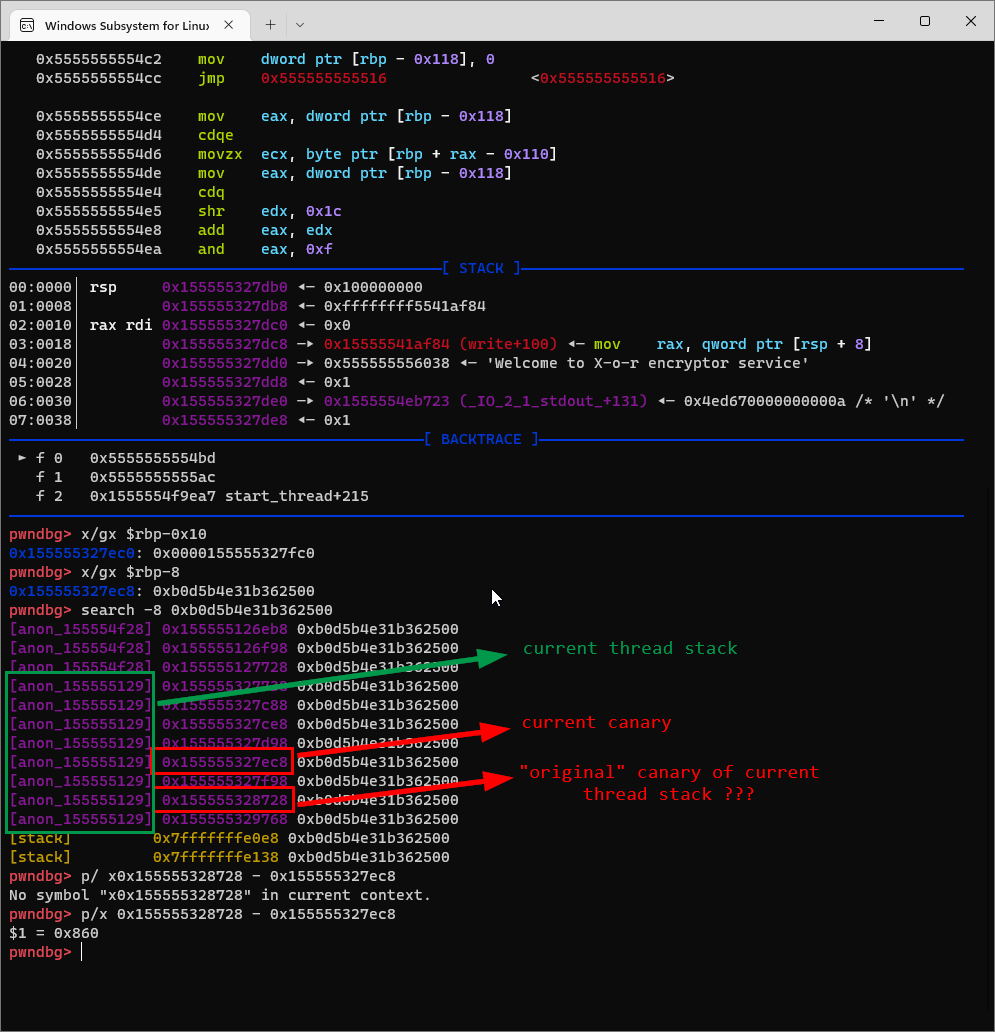 Windows Subsystem for Linux
0x5555555554c2 mov dword ptr [rbp - 0x118], 0
0x5555555554cc jmp 0x555555555516 <0x555555555516>
0x5555555554ce mov eax, dword ptr [rbp - 0x118]
0x5555555554d4 cdqe
0x5555555554d6 movzx ecx, byte ptr [rbp + rax - 0x110]
0x5555555554de mov eax, dword ptr [rbp - 0x118]
0x5555555554e4 cdq
0x5555555554e5 shr edx, 0x1c
0x5555555554e8 add eax, edx
0x5555555554ea and eax, 0xf
[ STACK ]
00:0000│ rsp 0x155555327db0 ◂— 0x100000000
01:0008│ 0x155555327db8 ◂— 0xffffffff5541af84
02:0010│ rax rdi 0x155555327dc0 ◂— 0x0
03:0018│ 0x155555327dc8 —▸ 0x15555541af84 (write+100) ◂— mov rax, qword ptr [rsp + 8]
04:0020│ 0x155555327dd0 —▸ 0x555555556038 ◂— 'Welcome to X-o-r encryptor service'
05:0028│ 0x155555327dd8 ◂— 0x1
06:0030│ 0x155555327de0 —▸ 0x1555554eb723 (_IO_2_1_stdout_+131) ◂— 0x4ed670000000000a /* '\n' */
07:0038│ 0x155555327de8 ◂— 0x1
[ BACKTRACE ]
► f 0 0x5555555554bd
f 1 0x5555555555ac
f 2 0x1555554f9ea7 start_thread+215
pwndbg> x/gx $rbp-0x10
0x155555327ec0: 0x0000155555327fc0
pwndbg> x/gx $rbp-8
0x155555327ec8: 0xb0d5b4e31b362500
pwndbg> search -8 0xb0d5b4e31b362500
[anon_155554f28] 0x155555126eb8 0xb0d5b4e31b362500
[anon_155554f28] 0x155555126f98 0xb0d5b4e31b362500
current thread stack
[anon_155554f28] 0x155555127728 0xb0d5b4e31b362500
[anon_155555129] 0xb0d5b4e31b362500
[anon_155555129] 0x155555327c88 0xb0d5b4e31b362500
[anon_155555129] 0x155555327ce8 0xb0d5b4e31b362500
current canary
[anon_155555129] 0x155555327d98 0xb0d5b4e31b362500
[anon_155555129] 0x155555327ec8 0xb0d5b4e31b362500
"original" canary of current
thread stack ???
[anon_155555129] 0x155555327f98 0xb0d5b4e31b362500
[anon_155555129] 0x155555328728 0xb0d5b4e31b362500
[anon_155555129] 0x155555329768 0xb0d5b4e31b362500
[stack] 0x7fffffffe0e8 0xb0d5b4e31b362500
[stack] 0x7fffffffe138 0xb0d5b4e31b362500
pwndbg> p/ x0x155555328728 - 0x155555327ec8
No symbol "x0x155555328728" in current context.
pwndbg> p/x 0x155555328728 - 0x155555327ec8
$1 = 0x860
pwndbg>